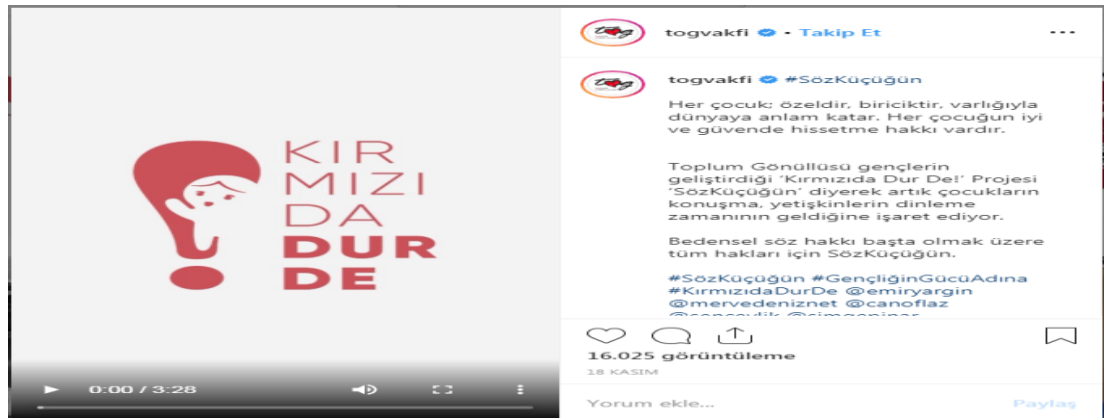 KIR
MIZI
DA
DUR
DE
0:00 / 3:28
tog
togvakfi • Takip Et
tog
togvakfi #SözKüçüğün
Her çocuk; özeldir, biriciktir, varlığıyla
dünyaya anlam katar. Her çocuğun iyi
ve güvende hissetme hakkı vardır.
Toplum Gönüllüsü gençlerin
geliştirdiği ‘Kırmızıda Dur De!’ Projesi
‘SözKüçüğün’ diyerek artık çocukların
konuşma, yetişkinlerin dinleme
zamanının geldiğine işaret ediyor.
Bedensel söz hakkı başta olmak üzere
tüm hakları için SözKüçüğün.
#SözKüçüğün #GençliğinGücüAdına
#KırmızıdaDurDe @emiryargin
@mervedeniznet @canoflaz
16.025 görüntüleme
18 KASIM
Yorum ekle... Paylaş